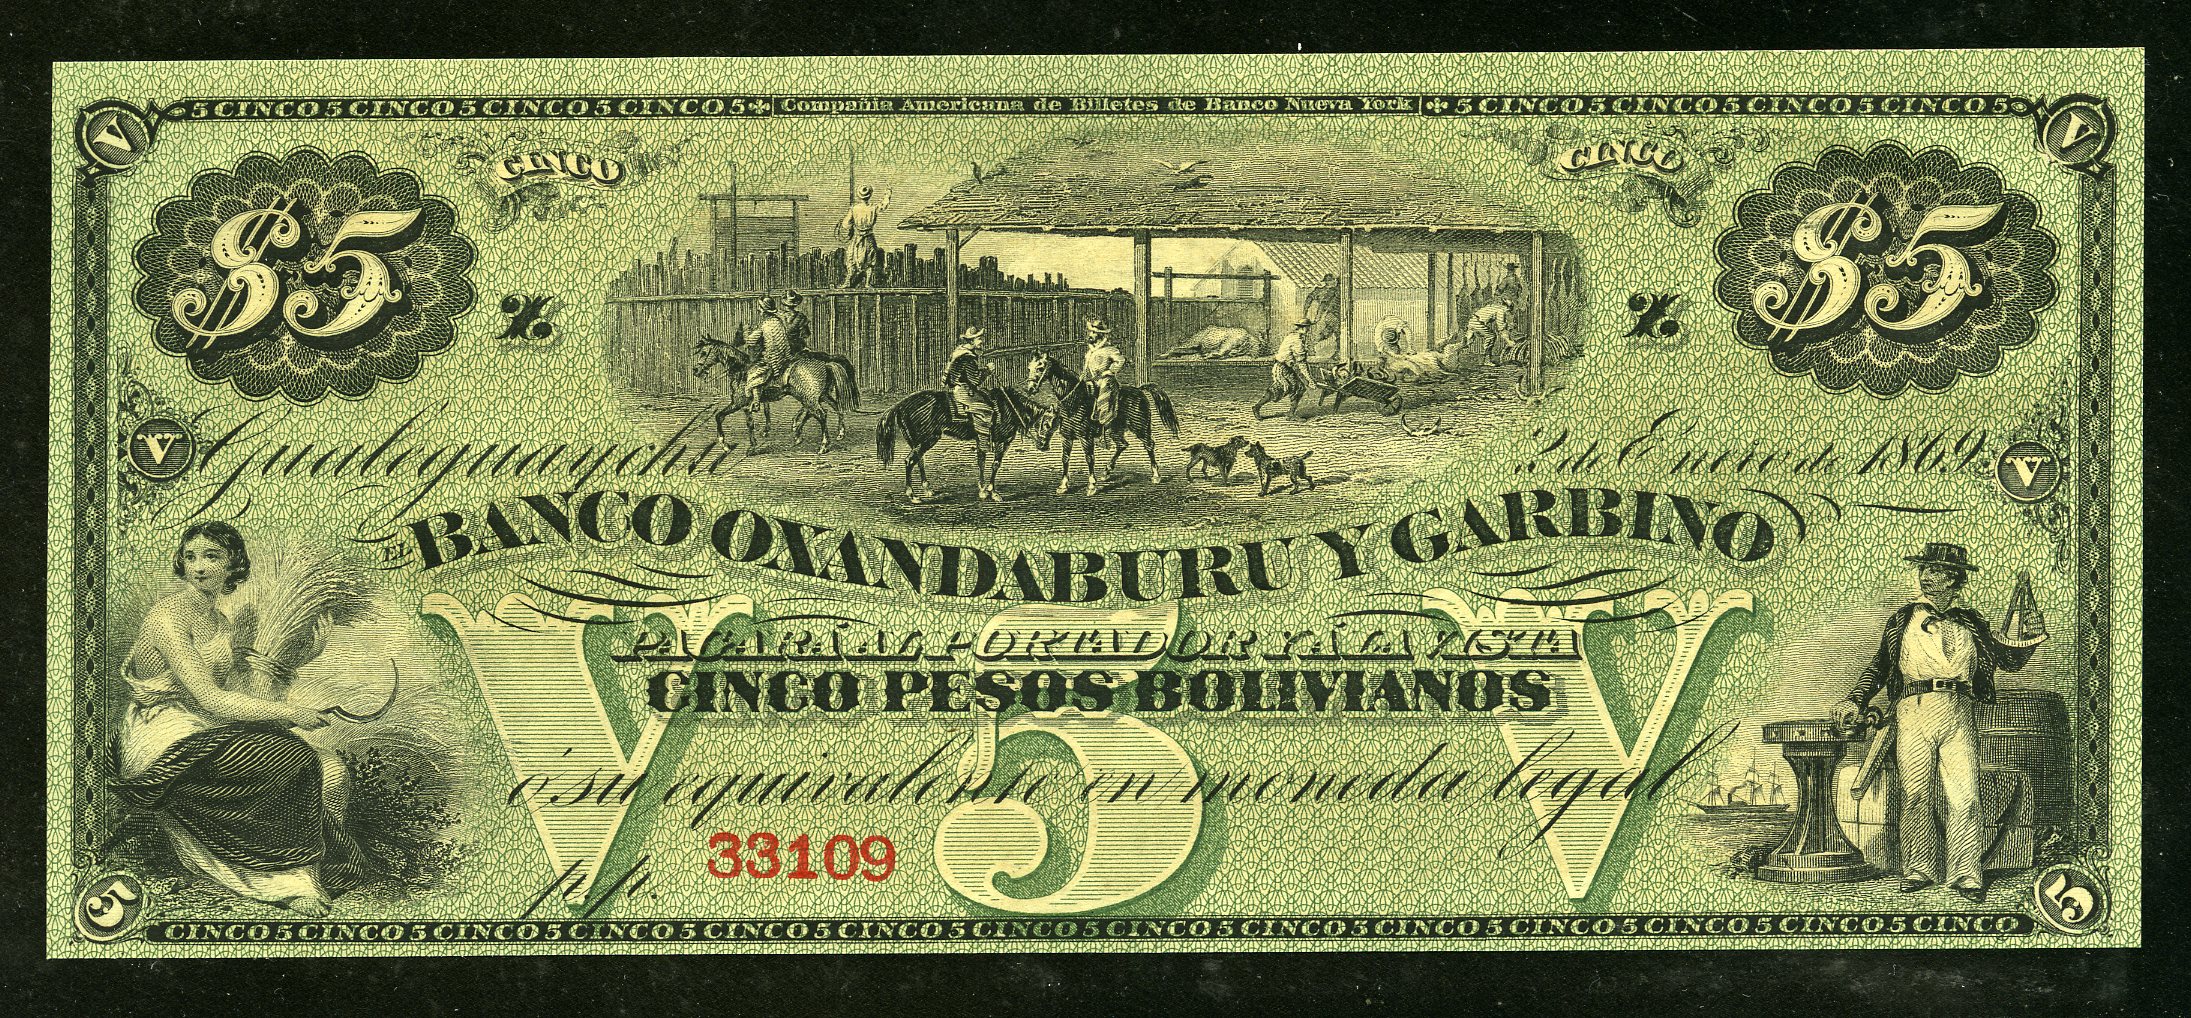 5 CINCO 5 CINCO 5 CINCO 5 CINCO 5 Compañia Americana de Billetes de Banco Nueva York 5 CINCO 5 CINCO 5 CINCO 5 CINCO 5
V V
CINCO CINCO
$5 $5
Z Z
V V
Gualeguaychú 2 de Enero de 1869
EL BANCO OXANDABURU Y GARBINO
V 5 V
PAGARÁ AL PORTADOR Y Á LA VISTA
CINCO PESOS BOLIVIANOS
ó su equivalente en moneda legal
33109
p.p.
5 5
CINCO 5 CINCO 5 CINCO 5 CINCO 5 CINCO 5 CINCO 5 CINCO 5 CINCO 5 CINCO 5 CINCO 5 CINCO 5 CINCO 5 CINCO 5 CINCO